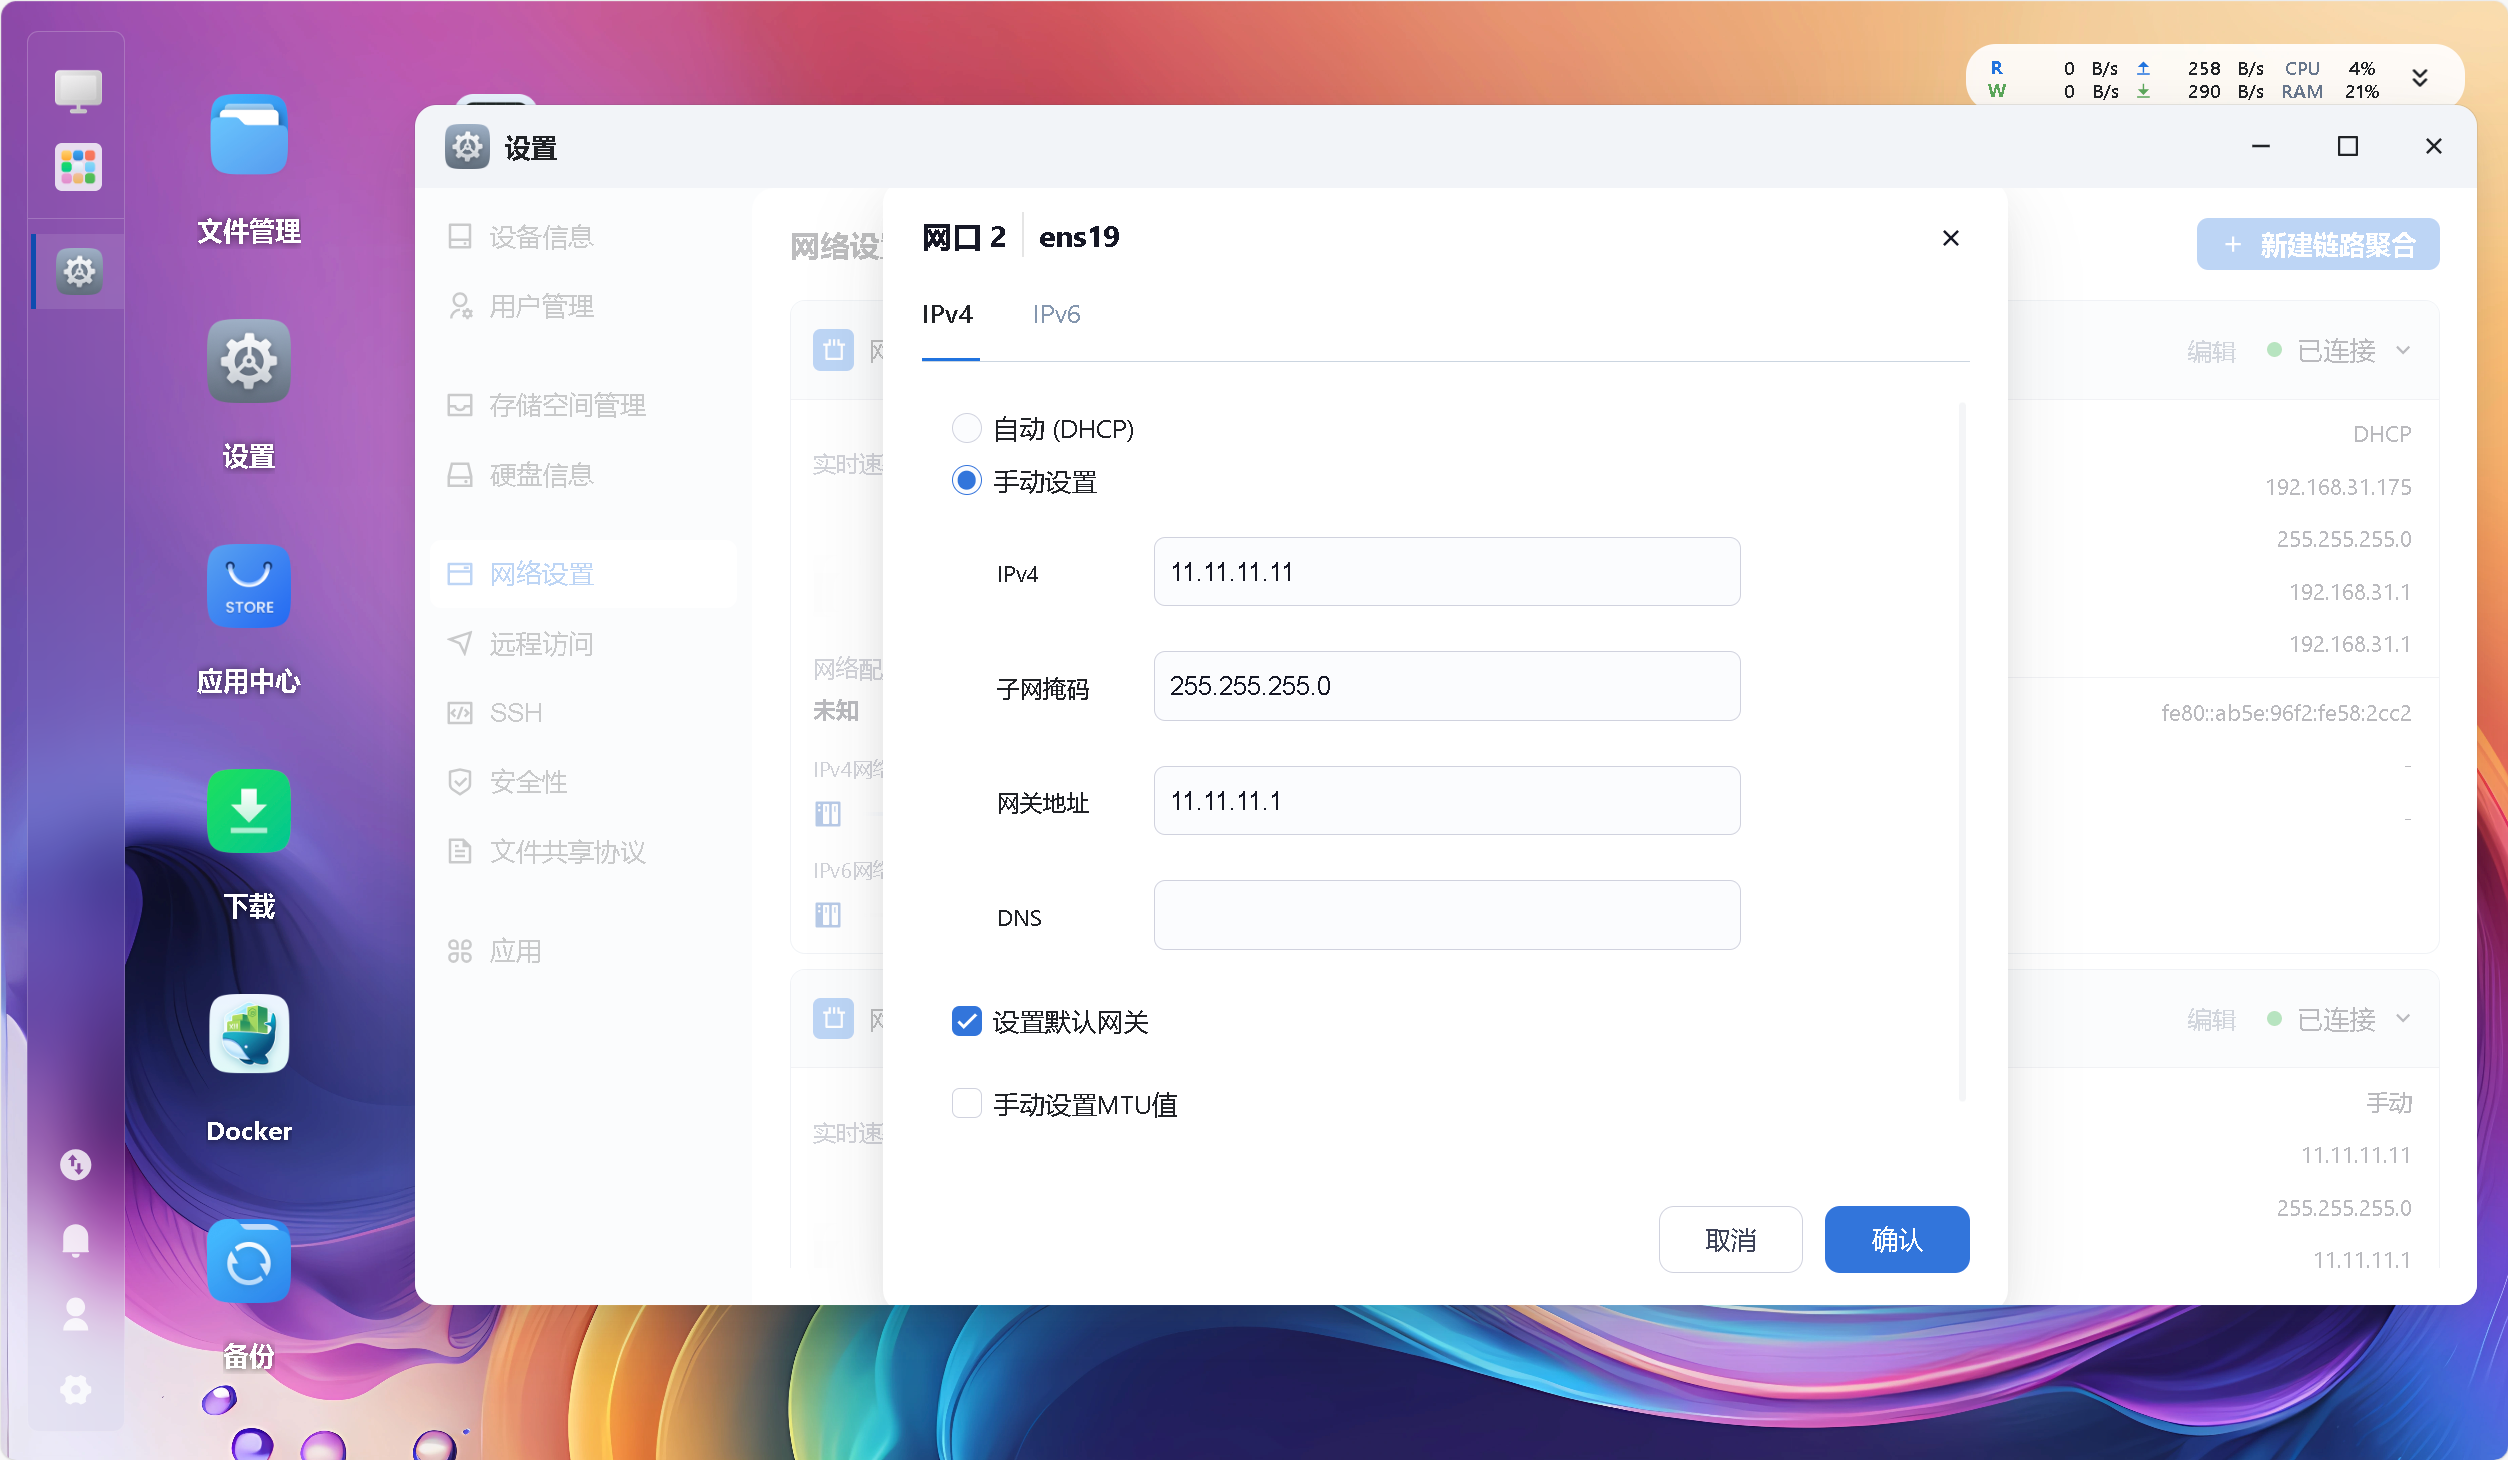 R 0 B/s 258 B/s CPU 4%
W 0 B/s 290 B/s RAM 21%
文件管理
设置
STORE
应用中心
下载
Docker
备份
设置
设备信息
用户管理
存储空间管理
硬盘信息
网络设置
远程访问
SSH
安全性
文件共享协议
应用
网络设
新建链路聚合
编辑 已连接
实时速
网络配
未知
IPv4网络
IPv6网络
DHCP
192.168.31.175
255.255.255.0
192.168.31.1
192.168.31.1
fe80::ab5e:96f2:fe58:2cc2
-
-
编辑 已连接
实时速
手动
11.11.11.11
255.255.255.0
11.11.11.1
网口 2 ens19
IPv4 IPv6
自动 (DHCP)
手动设置
IPv4 11.11.11.11
子网掩码 255.255.255.0
网关地址 11.11.11.1
DNS
设置默认网关
手动设置MTU值
取消 确认